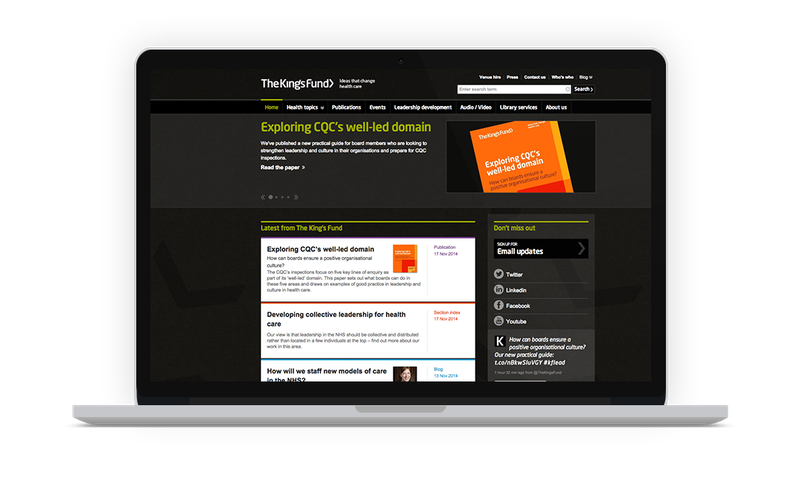 Venue hire Press Contact us Who's who Blog
TheKing'sFund>
Ideas that change
health care
Enter search term
Search
Home Health topics Publications Events Leadership development Audio / Video Library services About us
Exploring CQC's well-led domain
We've published a new practical guide for board members who are looking to
strengthen leadership and culture in their organisations and prepare for CQC
inspections.
Read the paper
TheKing'sFund>
Exploring CQC's
well-led domain
How can boards ensure a
positive organisational culture?
Latest from The King's Fund
Exploring CQC's well-led domain
How can boards ensure a positive organisational
culture?
The CQC's inspections focus on five key lines of enquiry as
part of its 'well-led' domain. This paper sets out what boards can do in
these five areas and draws on examples of good practice in leadership and
culture in health care.
Publication
17 Nov 2014
Developing collective leadership for health
care
Our view is that leadership in the NHS should be collective and distributed
rather than located in a few individuals at the top – find out more about our
work in this area.
Section index
17 Nov 2014
How will we staff new models of care
in the NHS?
Blog
13 Nov 2014
Don't miss out
SIGN UP FOR
Email updates
Twitter
LinkedIn
Facebook
Youtube
K
How can boards ensure a
positive organisational culture?
Our new practical guide:
t.co/nBkwSluVGY #kflead
1 hour 52 min ago from @TheKingsFund